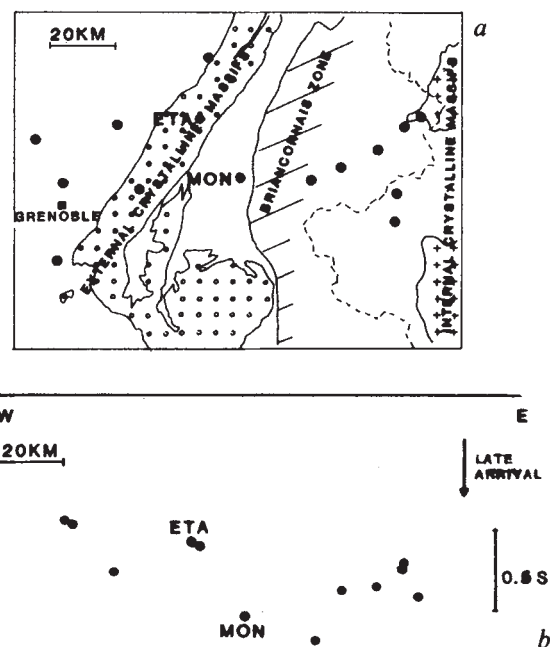 a
20KM
ETA
EXTERNAL CRYSTALLINE MASSIFS
MON
BRIANCONNAIS ZONE
INTERNAL CRYSTALLINE MASSIFS
GRENOBLE
W
E
20KM
LATE
ARRIVAL
ETA
0.5 S
MON
b